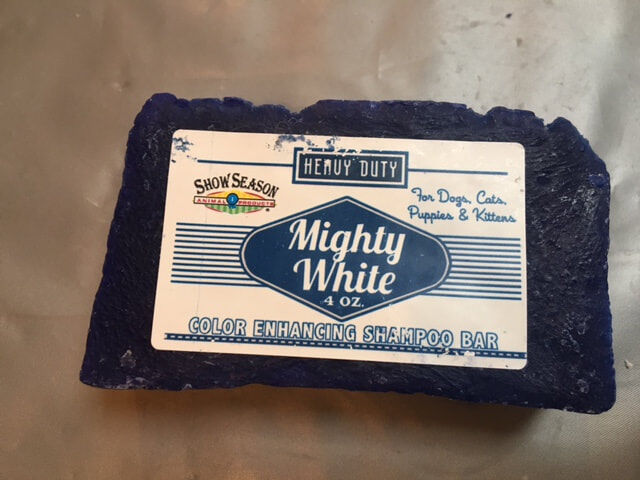 HEAVY DUTY
SHOW SEASON
ANIMAL PRODUCTS
®
For Dogs, Cats,
Puppies & Kittens
Mighty
White
4 OZ.
COLOR ENHANCING SHAMPOO BAR